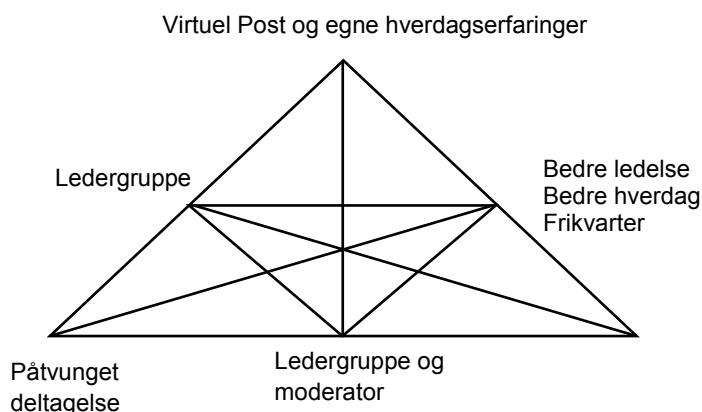 Virtuel Post og egne hverdagserfaringer
Ledergruppe
Bedre ledelse
Bedre hverdag
Frikvarter
Påtvunget
deltagelse
Ledergruppe og
moderator